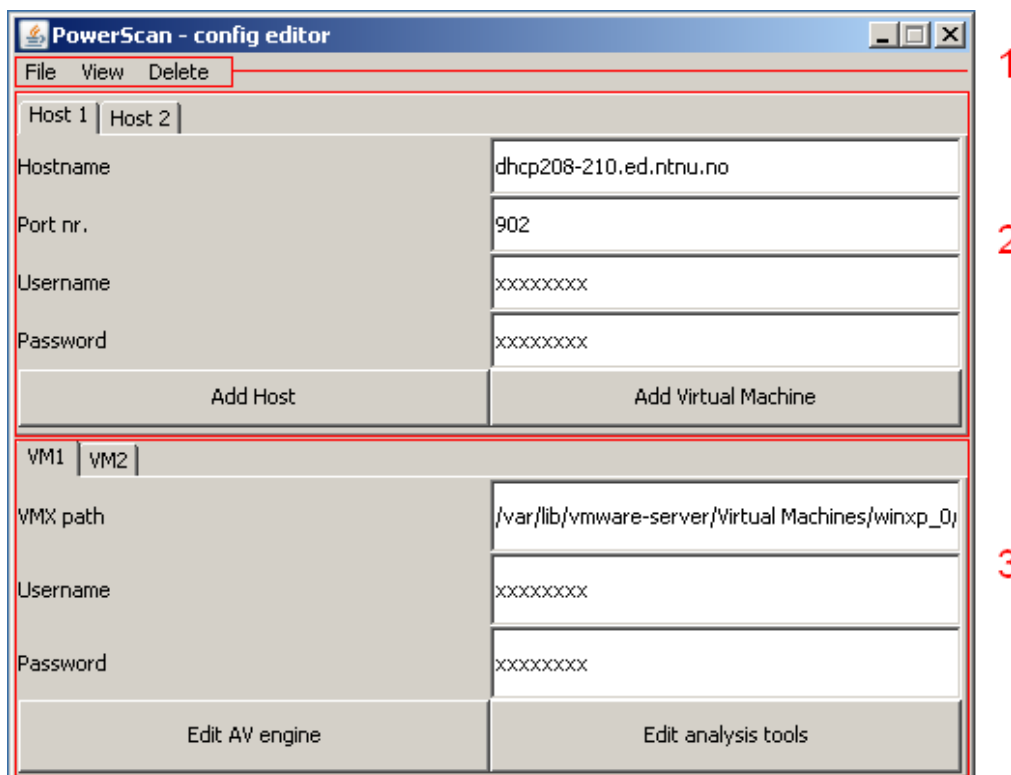 PowerScan - config editor
File View Delete
1
Host 1 Host 2
Hostname dhcp208-210.ed.ntnu.no
Port nr. 902
2
Username xxxxxxxx
Password xxxxxxxx
Add Host Add Virtual Machine
VM1 VM2
VMX path /var/lib/vmware-server/Virtual Machines/winxp_0/
3
Username xxxxxxxx
Password xxxxxxxx
Edit AV engine Edit analysis tools